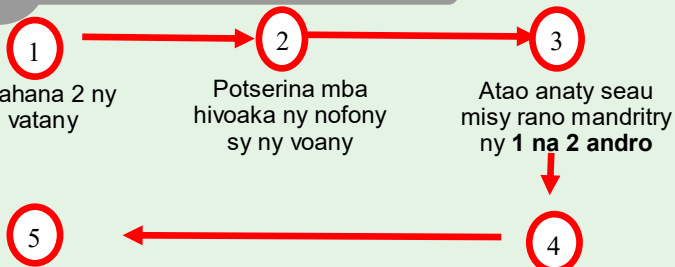 1
2
3
ahana 2 ny
vatany
Potserina mba
hivoaka ny nofony
sy ny voany
Atao anaty seau
misy rano mandritry
ny 1 na 2 andro
5
4